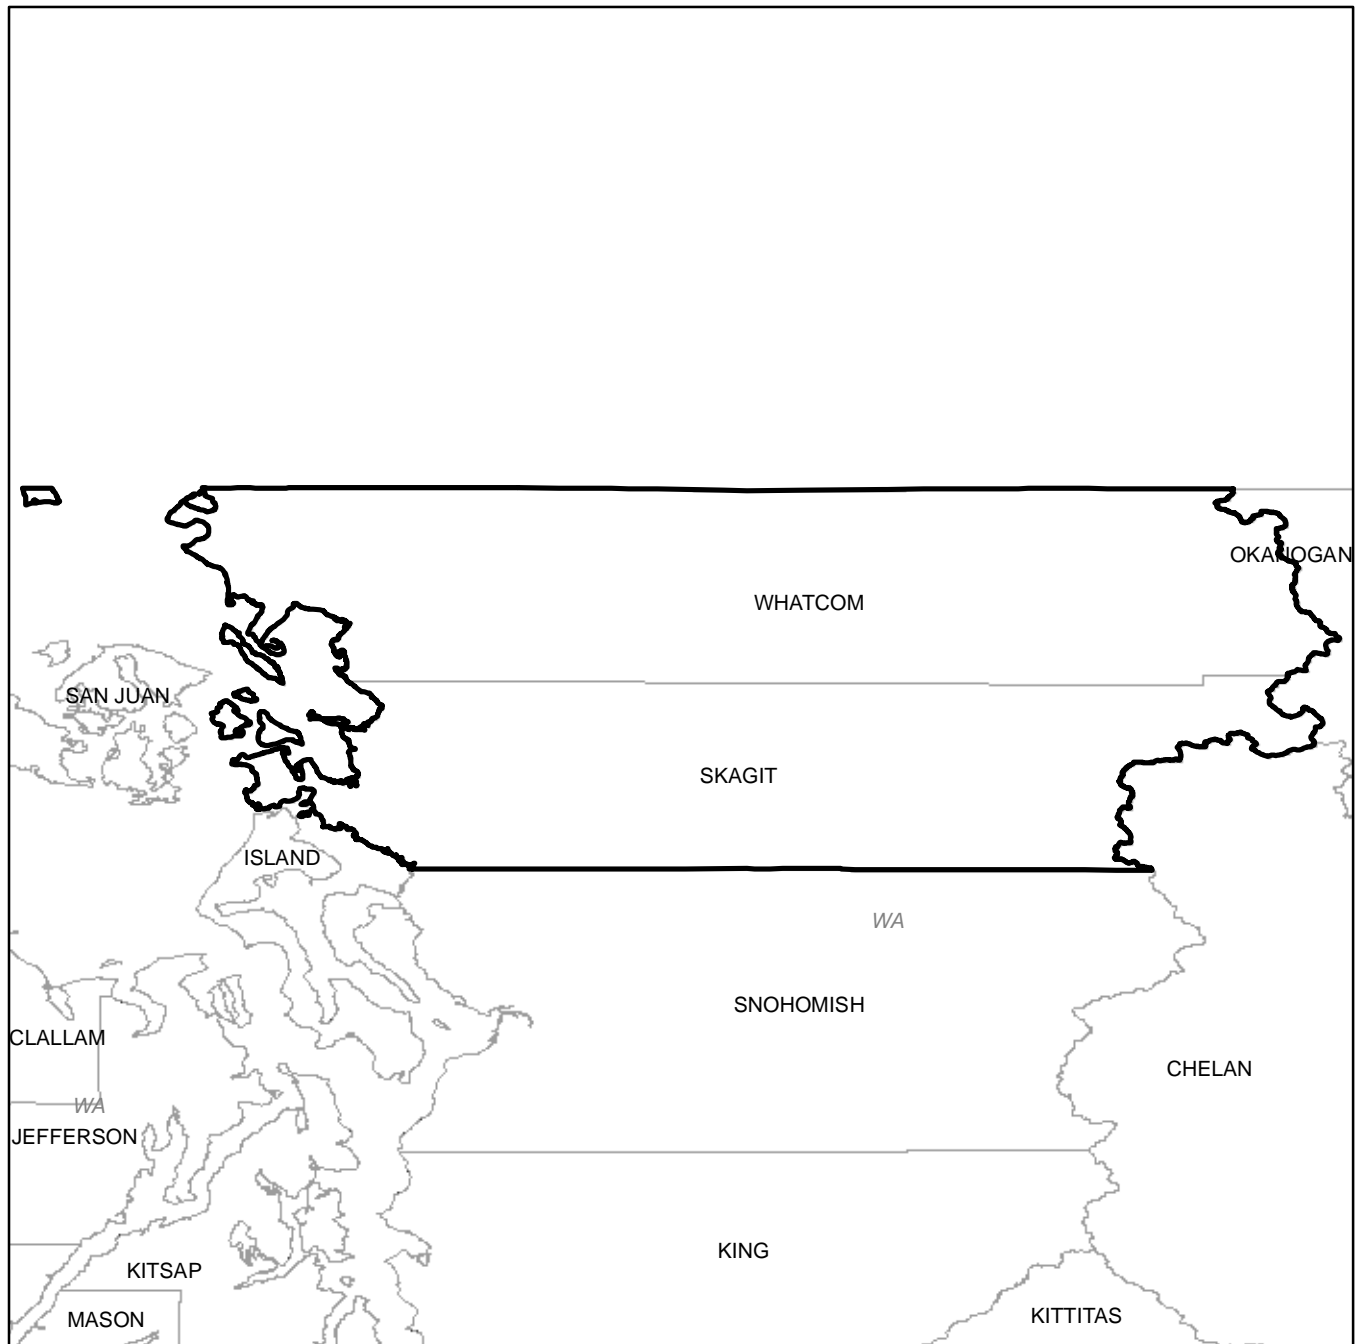 OKANOGAN
WHATCOM
SAN JUAN
SKAGIT
ISLAND
WA
SNOHOMISH
CLALLAM
CHELAN
WA
JEFFERSON
KING
KITSAP
KITTITAS
MASON